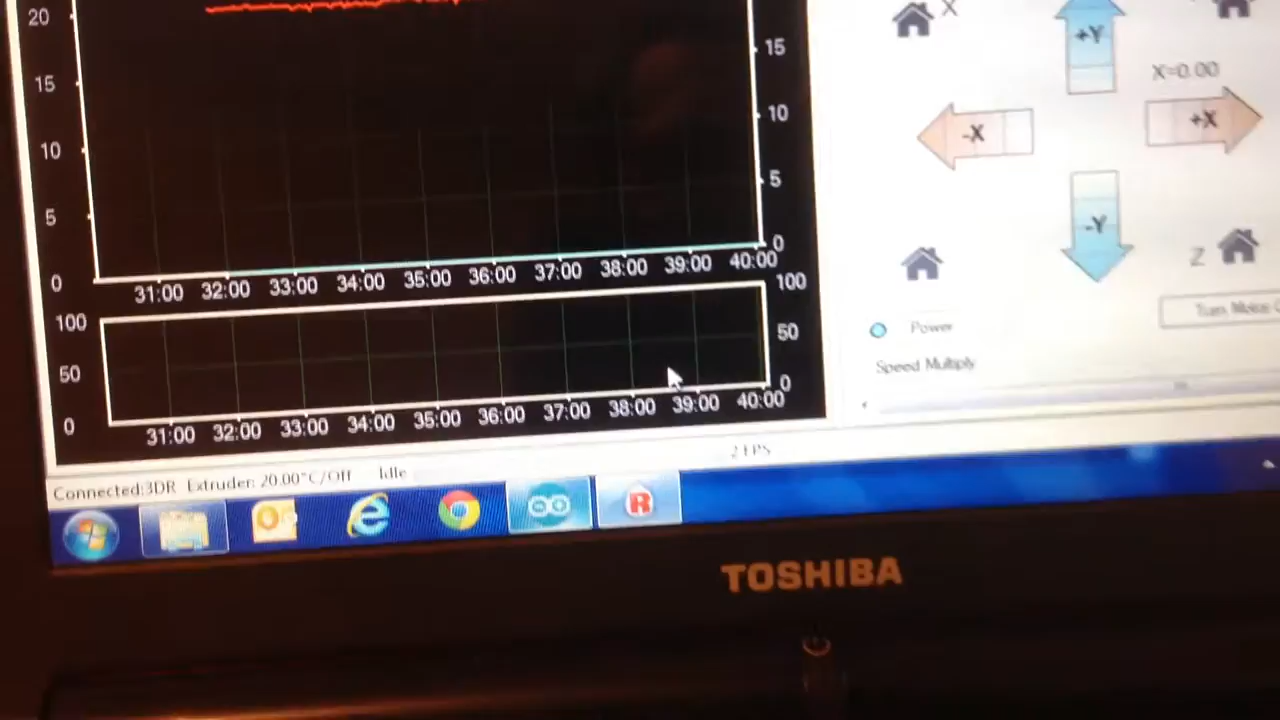 20
15
10
5
0
15
10
5
0
31:00 32:00 33:00 34:00 35:00 36:00 37:00 38:00 39:00 40:00
100
50
0
100
50
0
31:00 32:00 33:00 34:00 35:00 36:00 37:00 38:00 39:00 40:00
X
+Y
X=0.00
-X
+X
-Y
Z
Power
Turn
Speed Multiply
2 FPS
Connected:3DR Extruder: 20.00°C/Off Idle
R
TOSHIBA